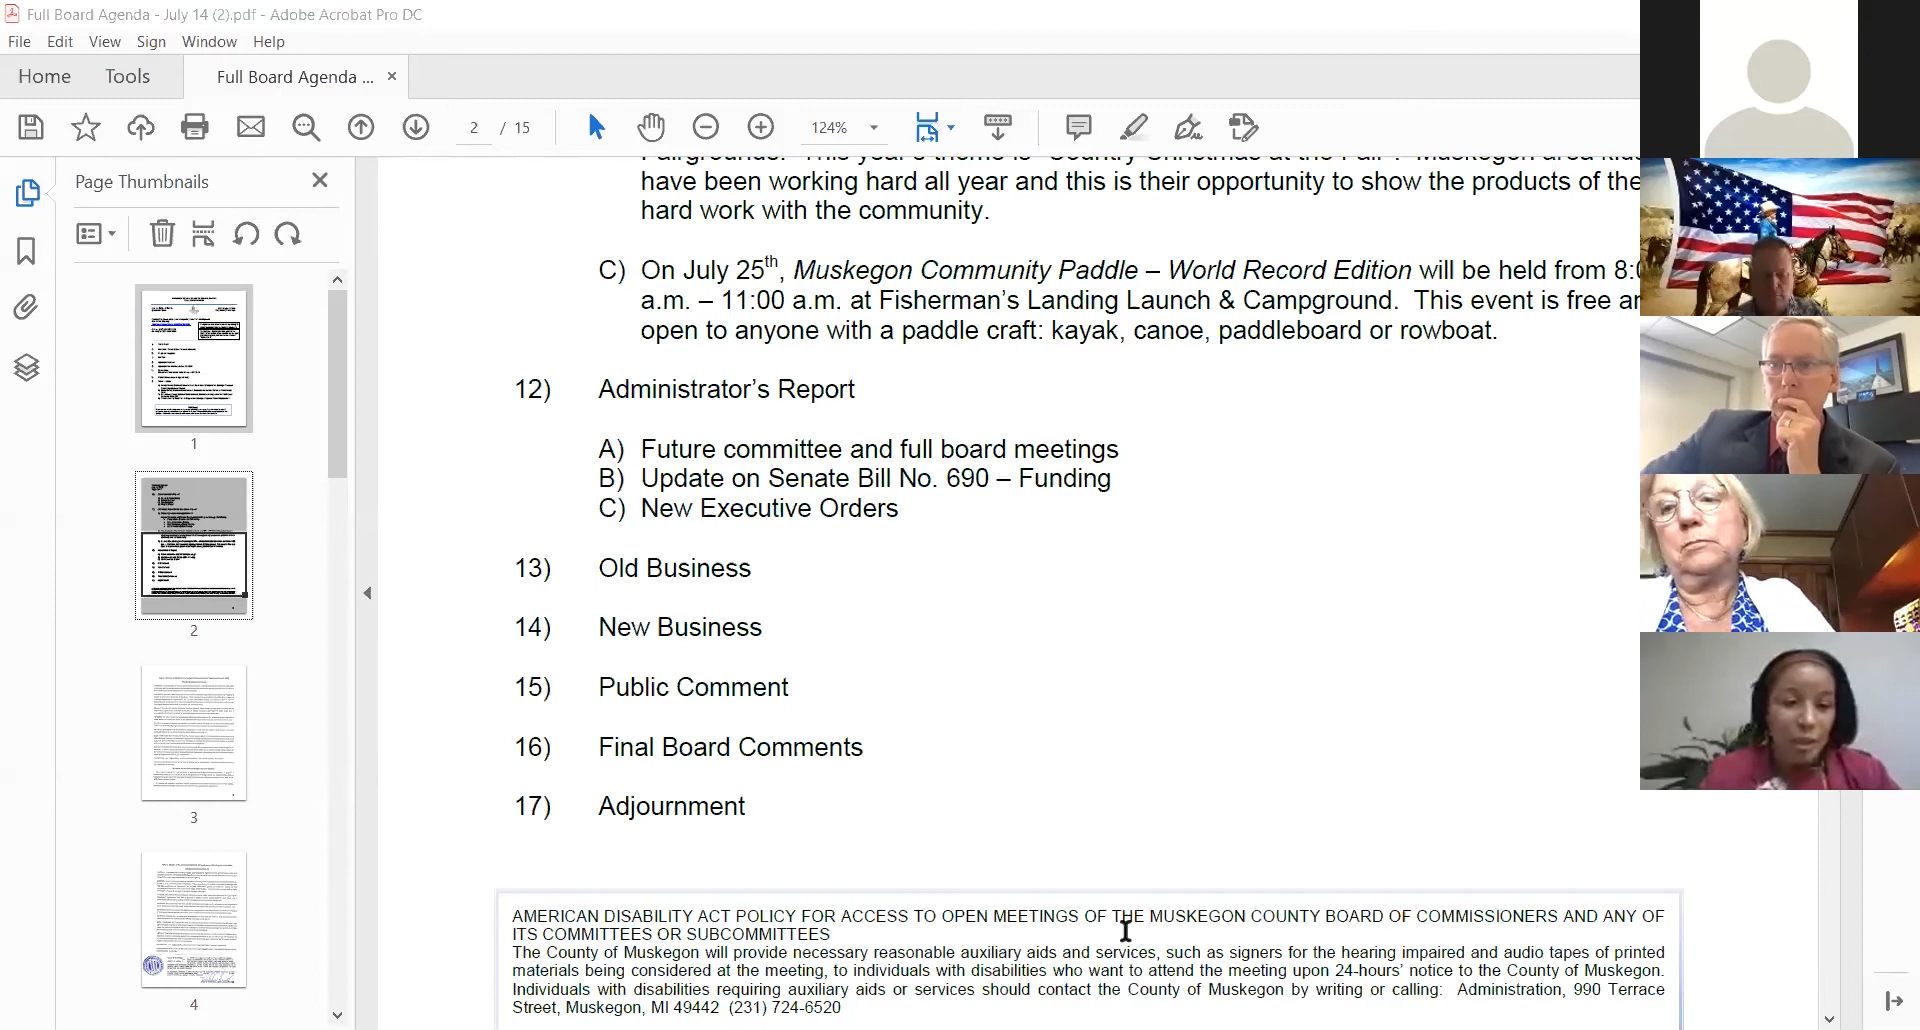 Full Board Agenda - July 14 (2).pdf - Adobe Acrobat Pro DC
File Edit View Sign Window Help
Home Tools Full Board Agenda ... ×
2 / 15 124%
Page Thumbnails
1
2
3
4
Fairgrounds. This year's theme is "Country Christmas at the Fair". Muskegon area
have been working hard all year and this is their opportunity to show the products of
hard work with the community.
C) On July 25th, Muskegon Community Paddle – World Record Edition will be held from
a.m. – 11:00 a.m. at Fisherman's Landing Launch & Campground. This event is free
open to anyone with a paddle craft: kayak, canoe, paddleboard or rowboat.
12) Administrator's Report
A) Future committee and full board meetings
B) Update on Senate Bill No. 690 – Funding
C) New Executive Orders
13) Old Business
14) New Business
15) Public Comment
16) Final Board Comments
17) Adjournment
AMERICAN DISABILITY ACT POLICY FOR ACCESS TO OPEN MEETINGS OF THE MUSKEGON COUNTY BOARD OF COMMISSIONERS AND ANY OF
ITS COMMITTEES OR SUBCOMMITTEES
The County of Muskegon will provide necessary reasonable auxiliary aids and services, such as signers for the hearing impaired and audio tapes of printed
materials being considered at the meeting, to individuals with disabilities who want to attend the meeting upon 24-hours' notice to the County of Muskegon.
Individuals with disabilities requiring auxiliary aids or services should contact the County of Muskegon by writing or calling: Administration, 990 Terrace
Street, Muskegon, MI 49442 (231) 724-6520